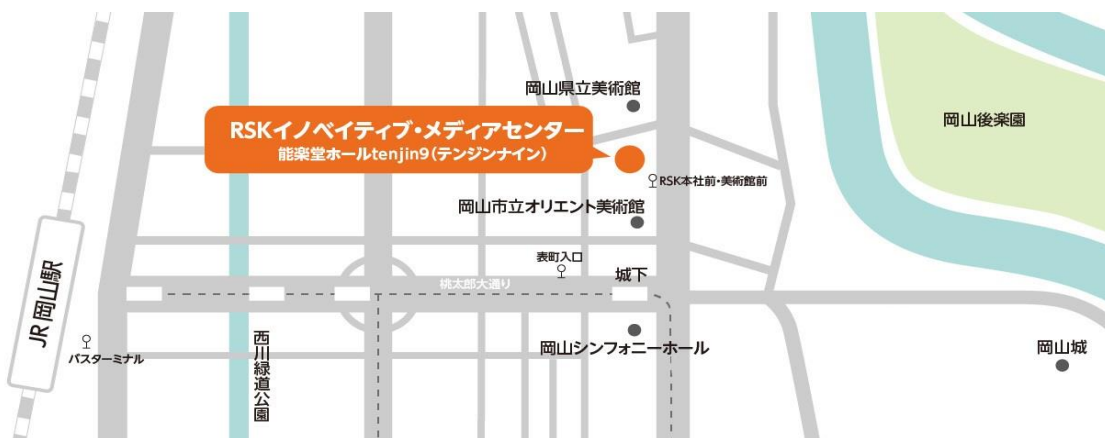 岡山県立美術館
RSKイノベイティブ・メディアセンター
能楽堂ホールtenjin9(テンジンナイン)
岡山後楽園
RSK本社前・美術館前
岡山市立オリエント美術館
表町入口
城下
桃太郎大通り
JR 岡山駅
バスターミナル
西川緑道公園
岡山シンフォニーホール
岡山城